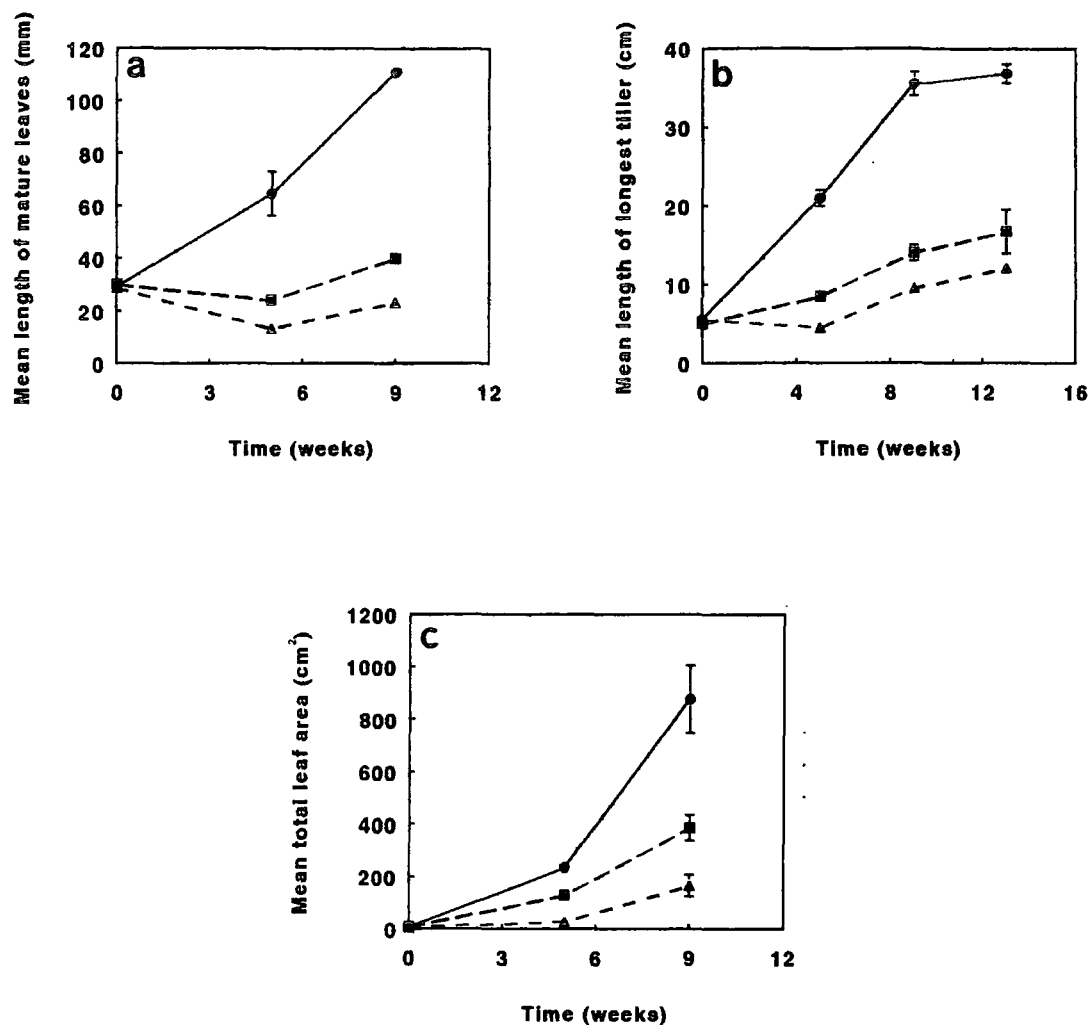 a
Mean length of mature leaves (mm)
120
100
80
60
40
20
0
0 3 6 9 12
Time (weeks)
b
Mean length of longest tiller (cm)
40
30
20
10
0
0 4 8 12 16
Time (weeks)
c
Mean total leaf area (cm²)
1200
1000
800
600
400
200
0
0 3 6 9 12
Time (weeks)